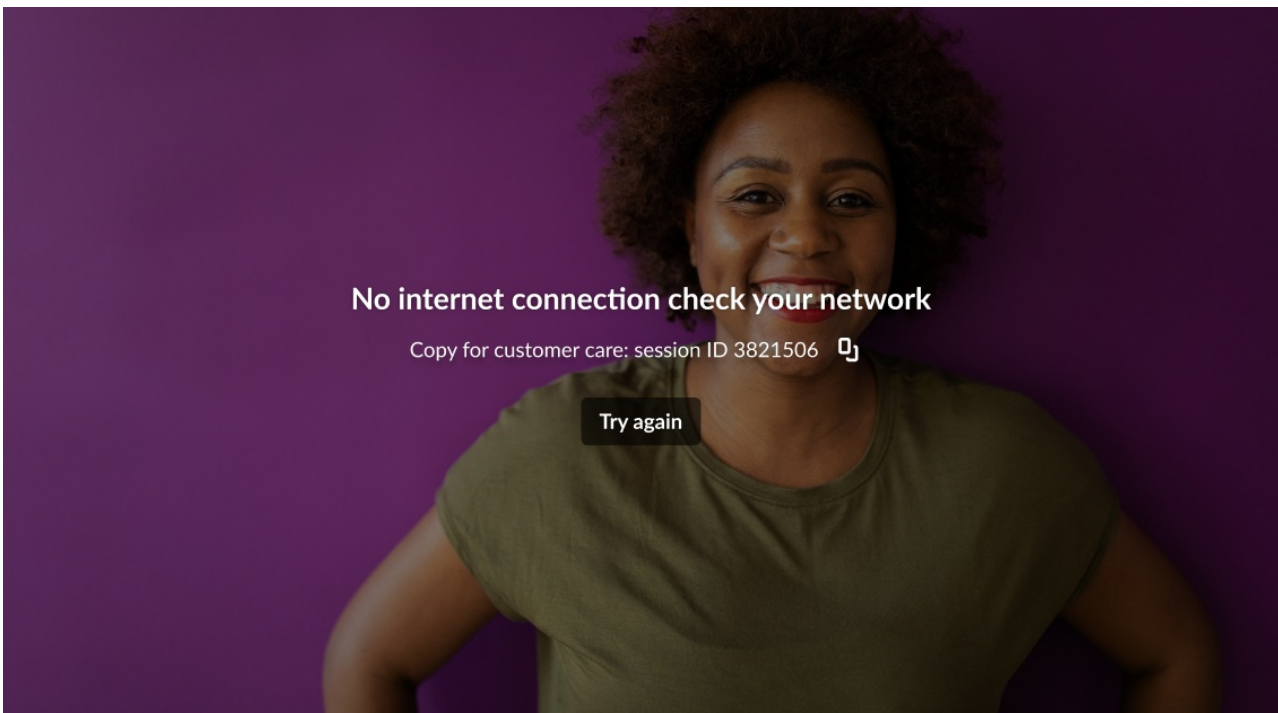 No internet connection check your network
Copy for customer care: session ID 3821506
Try again